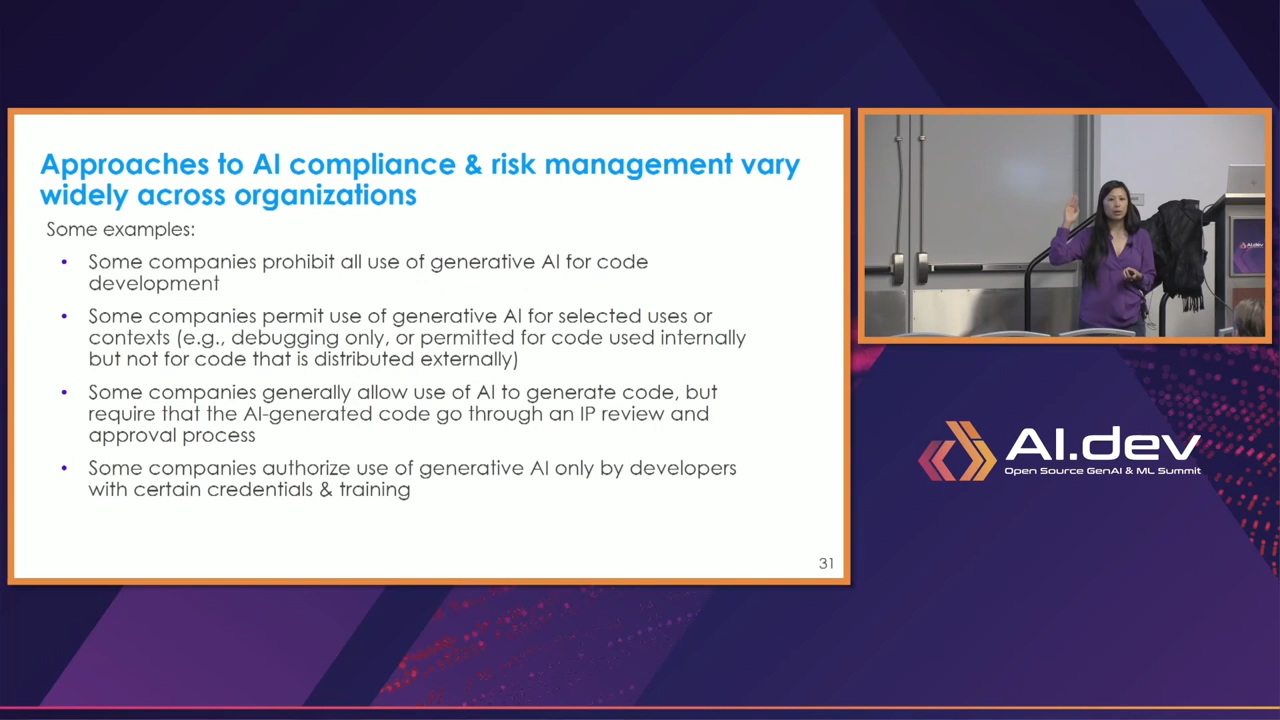 Approaches to AI compliance & risk management vary
widely across organizations
Some examples:
• Some companies prohibit all use of generative AI for code
development
• Some companies permit use of generative AI for selected uses or
contexts (e.g., debugging only, or permitted for code used internally
but not for code that is distributed externally)
• Some companies generally allow use of AI to generate code, but
require that the AI-generated code go through an IP review and
approval process
• Some companies authorize use of generative AI only by developers
with certain credentials & training
31
AI.dev
AI.dev
Open Source GenAI & ML Summit